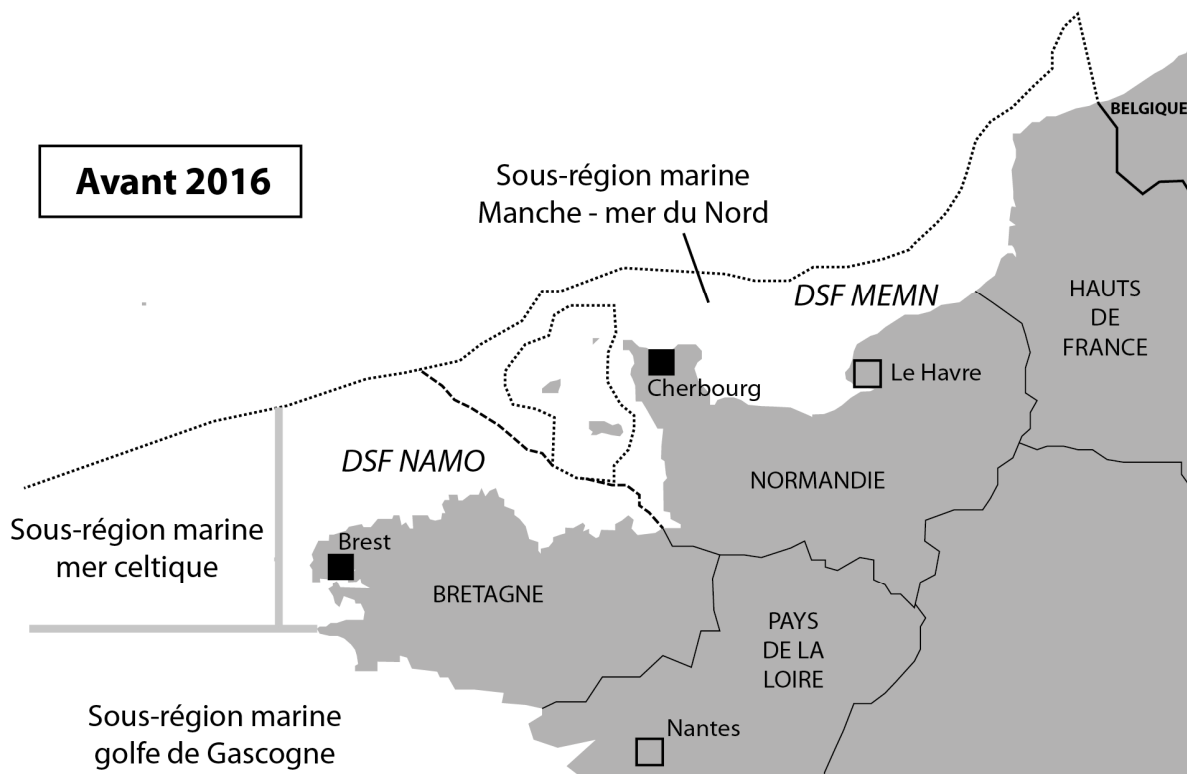 BELGIQUE
Avant 2016
Sous-région marine
Manche - mer du Nord
DSF MEMN
HAUTS
DE
FRANCE
Le Havre
Cherbourg
DSF NAMO
NORMANDIE
Sous-région marine
mer celtique
Brest
BRETAGNE
PAYS
DE LA
LOIRE
Sous-région marine
golfe de Gascogne
Nantes